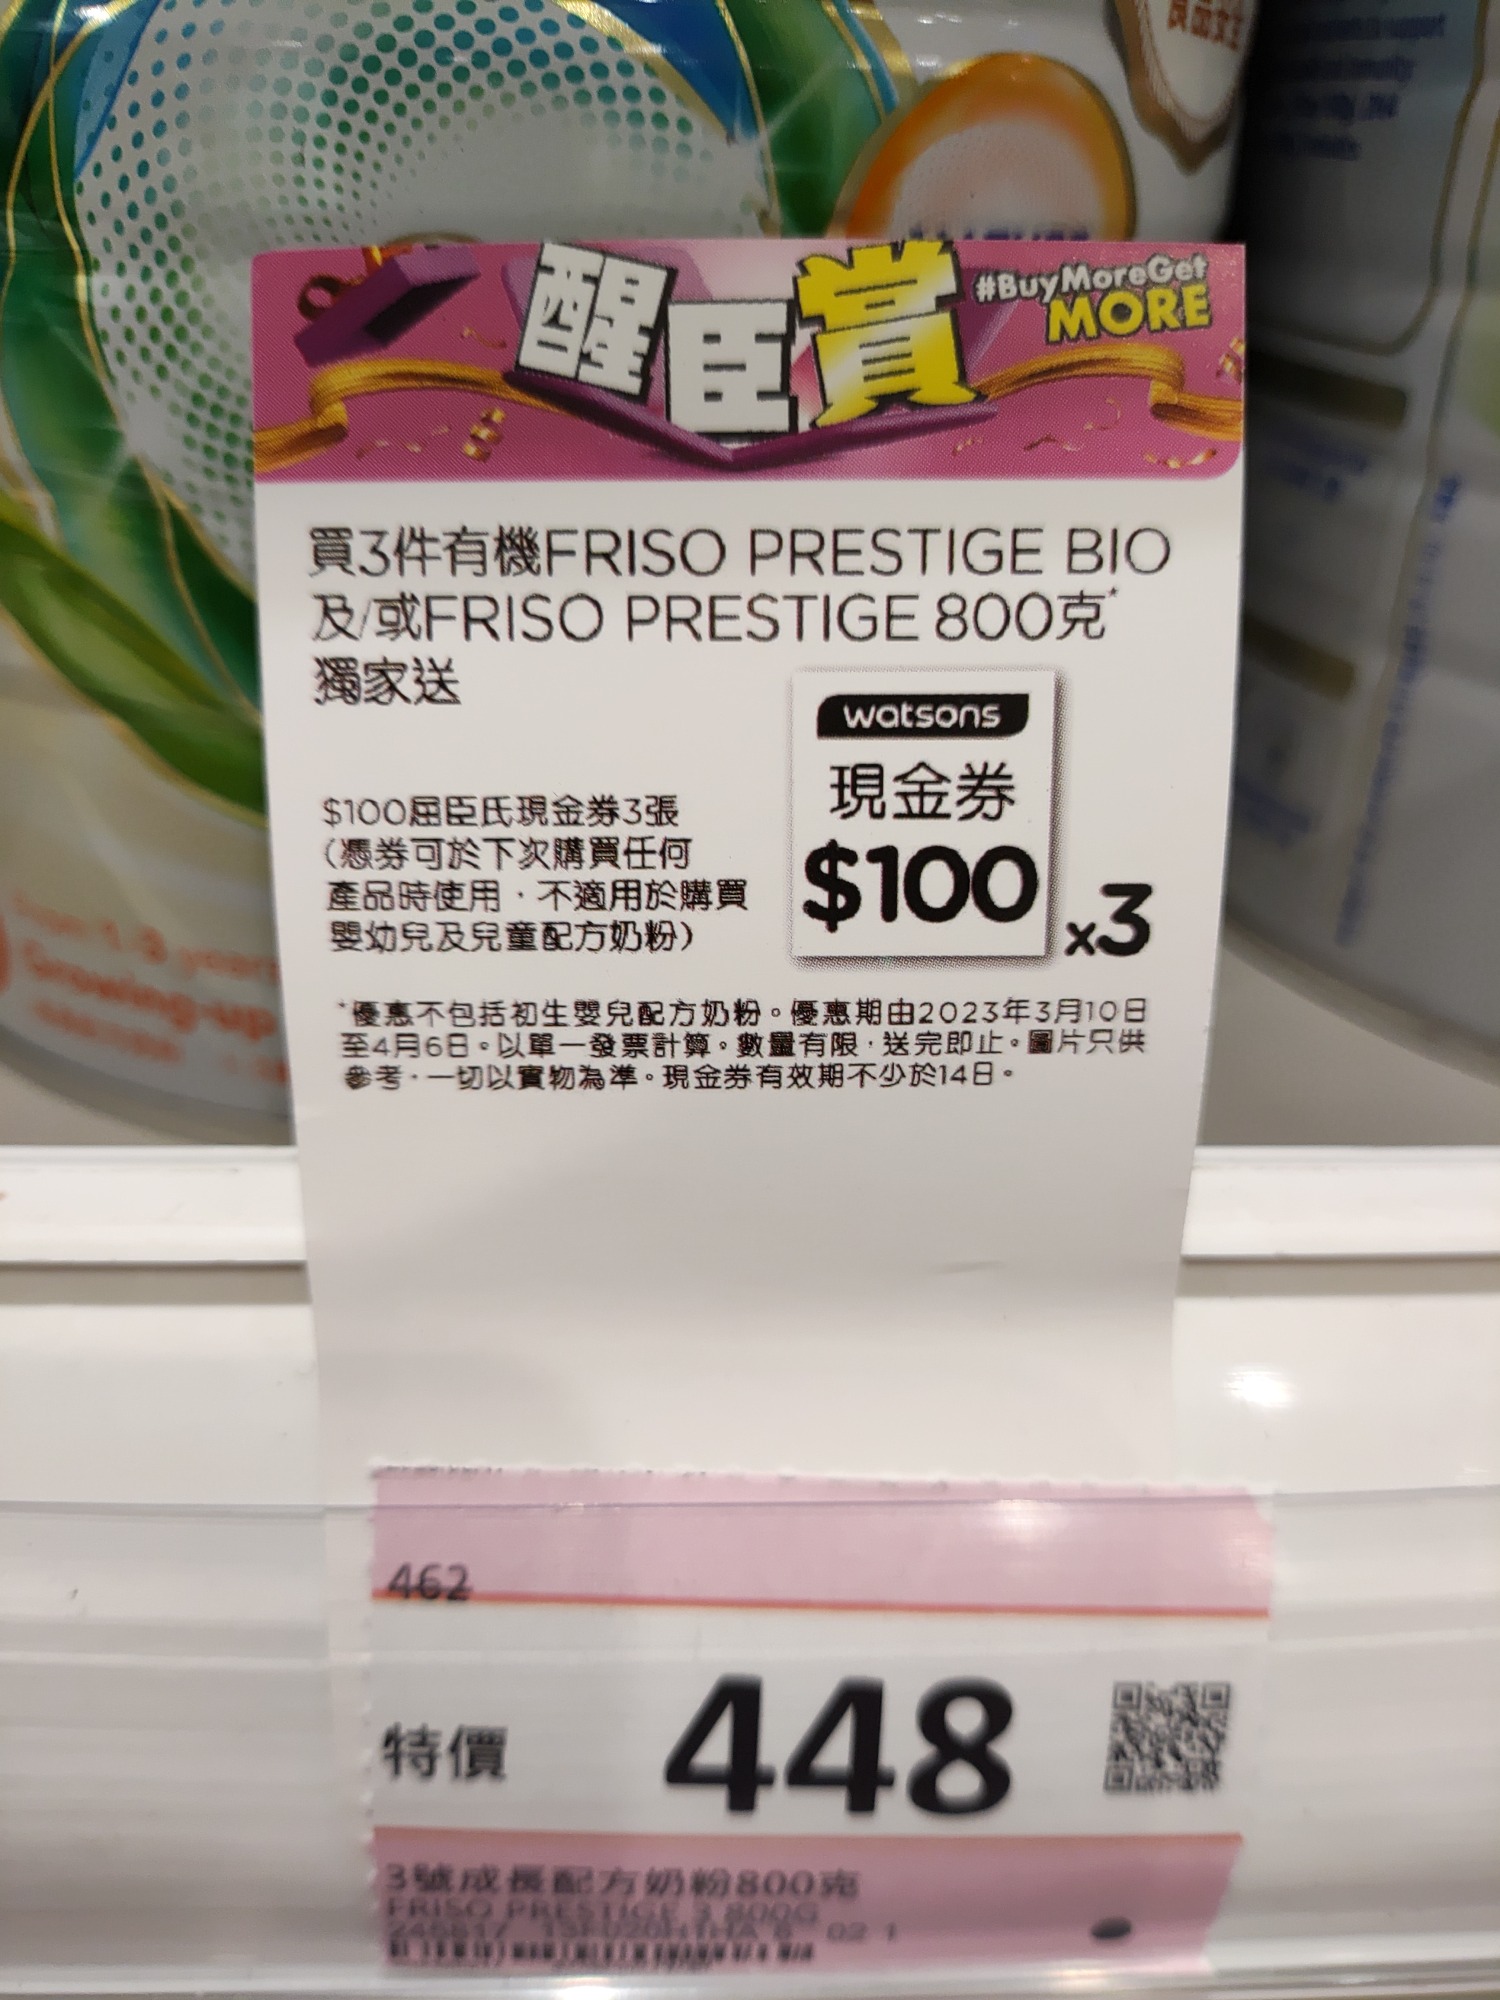 醒臣賞
#BuyMoreGet
MORE
買3件有機FRISO PRESTIGE BIO
及/或FRISO PRESTIGE 800克*
獨家送
watsons
現金券
$100
x3
$100屈臣氏現金券3張
(憑券可於下次購買任何
產品時使用，不適用於購買
嬰幼兒及兒童配方奶粉)
*優惠不包括初生嬰兒配方奶粉。優惠期由2023年3月10日
至4月6日。以單一發票計算。數量有限，送完即止。圖片只供
參考，一切以實物為準。現金券有效期不少於14日。
1-3 years
Growing-up
462
特價
448
3號成長配方奶粉800克
FRISO PRESTIGE 3 800G
02 1